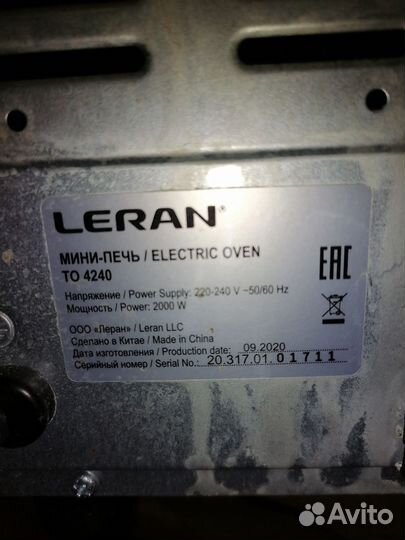 LERAN®
МИНИ-ПЕЧЬ / ELECTRIC OVEN
TO 4240
Напряжение / Power Supply: 220-240 V ~50/60 Hz
Мощность / Power: 2000 W
ООО «Леран» / Leran LLC
Сделано в Китае / Made in China
Дата изготовления / Production date: 09.2020
Серийный номер / Serial No.: 20.317.01.01711
EAC
Avito